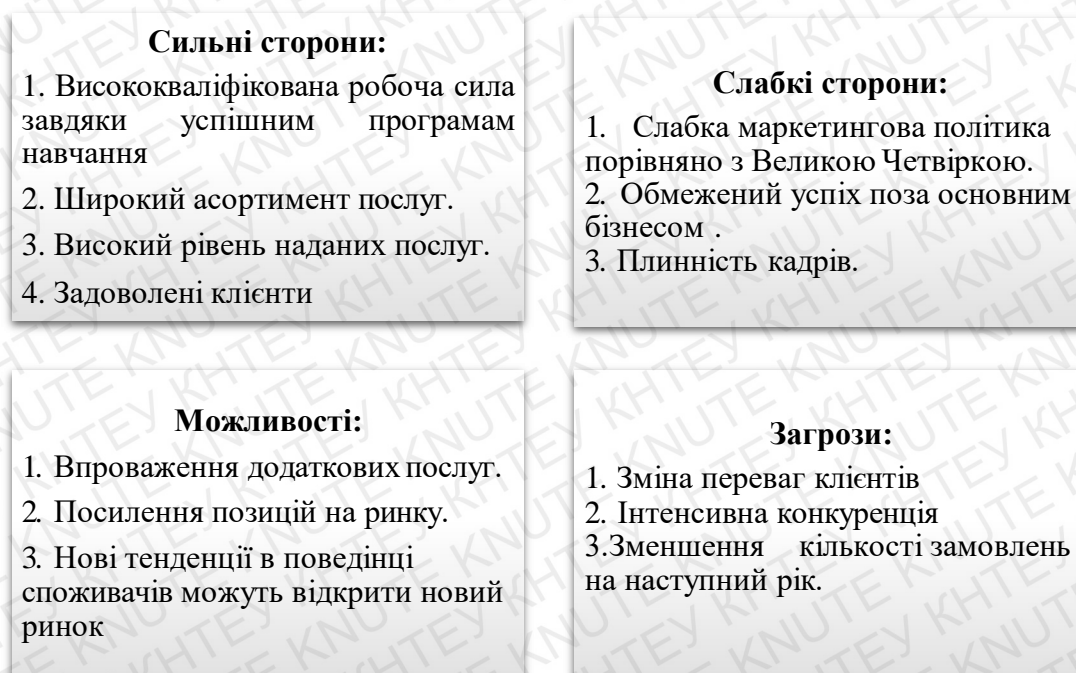 Сильні сторони:
1. Висококваліфікована робоча сила
завдяки успішним програмам
навчання
2. Широкий асортимент послуг.
3. Високий рівень наданих послуг.
4. Задоволені клієнти
Слабкі сторони:
1. Слабка маркетингова політика
порівняно з Великою Четвіркою.
2. Обмежений успіх поза основним
бізнесом .
3. Плинність кадрів.
Можливості:
1. Впроваження додаткових послуг.
2. Посилення позицій на ринку.
3. Нові тенденції в поведінці
споживачів можуть відкрити новий
ринок
Загрози:
1. Зміна переваг клієнтів
2. Інтенсивна конкуренція
3.Зменшення кількості замовлень
на наступний рік.